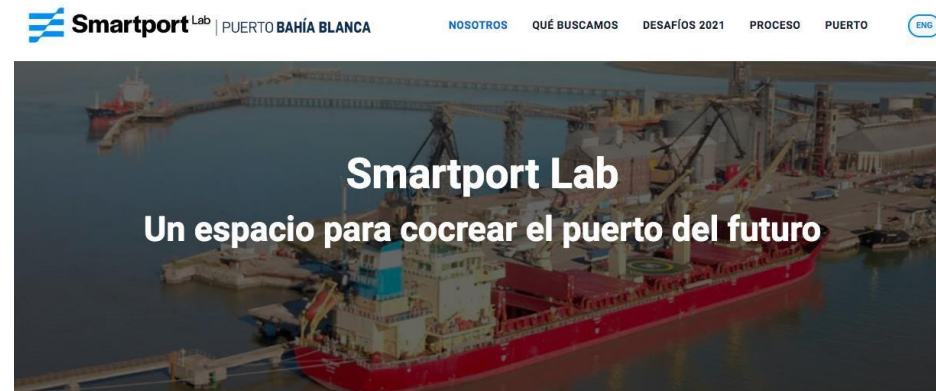 Smartport Lab | PUERTO BAHÍA BLANCA
NOSOTROS QUÉ BUSCAMOS DESAFÍOS 2021 PROCESO PUERTO ENG
Smartport Lab
Un espacio para cocrear el puerto del futuro